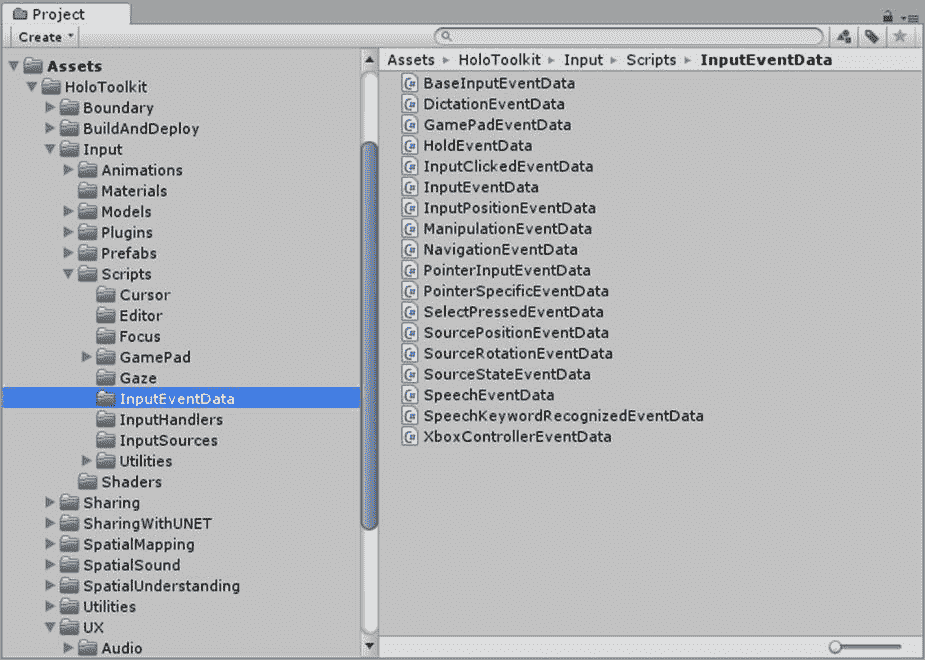 Project
Create
Assets
HoloToolkit
Boundary
BuildAndDeploy
Input
Animations
Materials
Models
Plugins
Prefabs
Scripts
Cursor
Editor
Focus
GamePad
Gaze
InputEventData
InputHandlers
InputSources
Utilities
Shaders
Sharing
SharingWithUNET
SpatialMapping
SpatialSound
SpatialUnderstanding
Utilities
UX
Audio
Assets HoloToolkit Input Scripts InputEventData
BaseInputEventData
DictationEventData
GamePadEventData
HoldEventData
InputClickedEventData
InputEventData
InputPositionEventData
ManipulationEventData
NavigationEventData
PointerInputEventData
PointerSpecificEventData
SelectPressedEventData
SourcePositionEventData
SourceRotationEventData
SourceStateEventData
SpeechEventData
SpeechKeywordRecognizedEventData
XboxControllerEventData